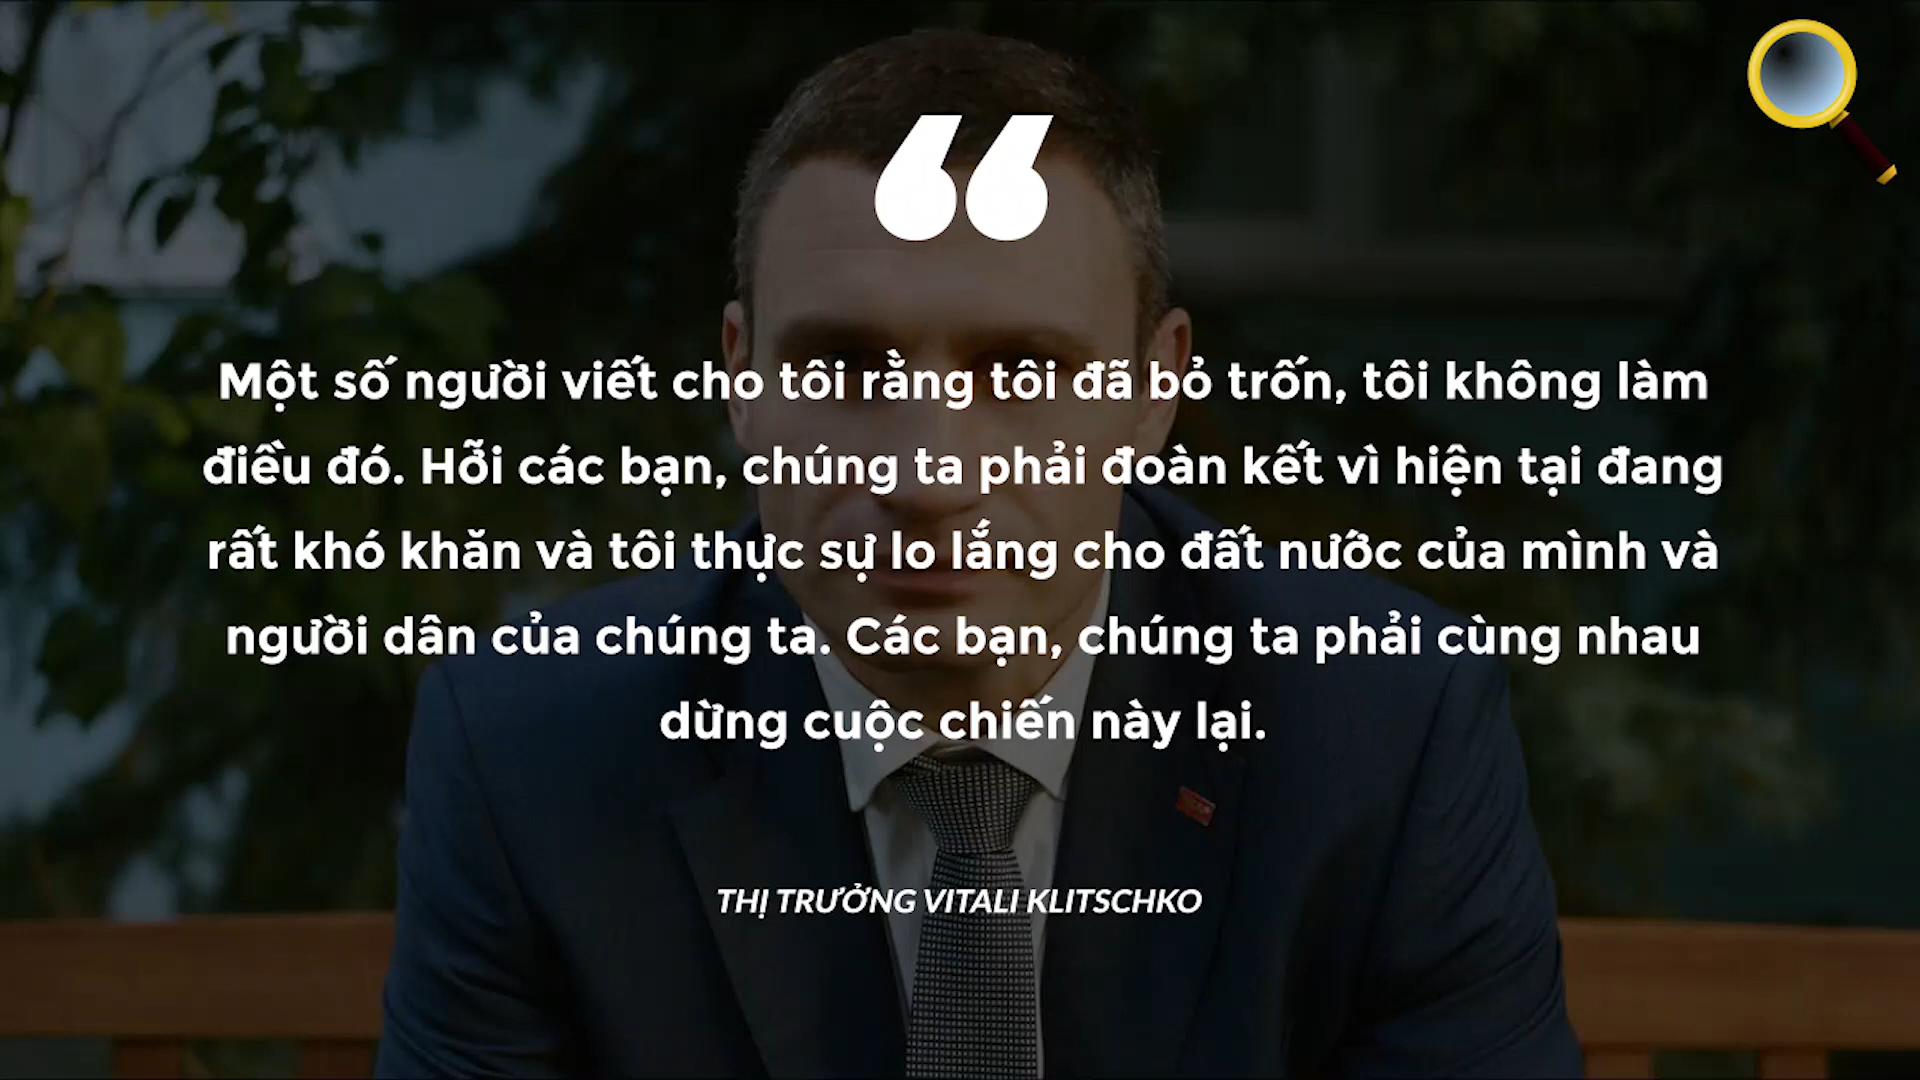 “
Một số người viết cho tôi rằng tôi đã bỏ trốn, tôi không làm
điều đó. Hỡi các bạn, chúng ta phải đoàn kết vì hiện tại đang
rất khó khăn và tôi thực sự lo lắng cho đất nước của mình và
người dân của chúng ta. Các bạn, chúng ta phải cùng nhau
dừng cuộc chiến này lại.
THỊ TRƯỞNG VITALI KLITSCHKO